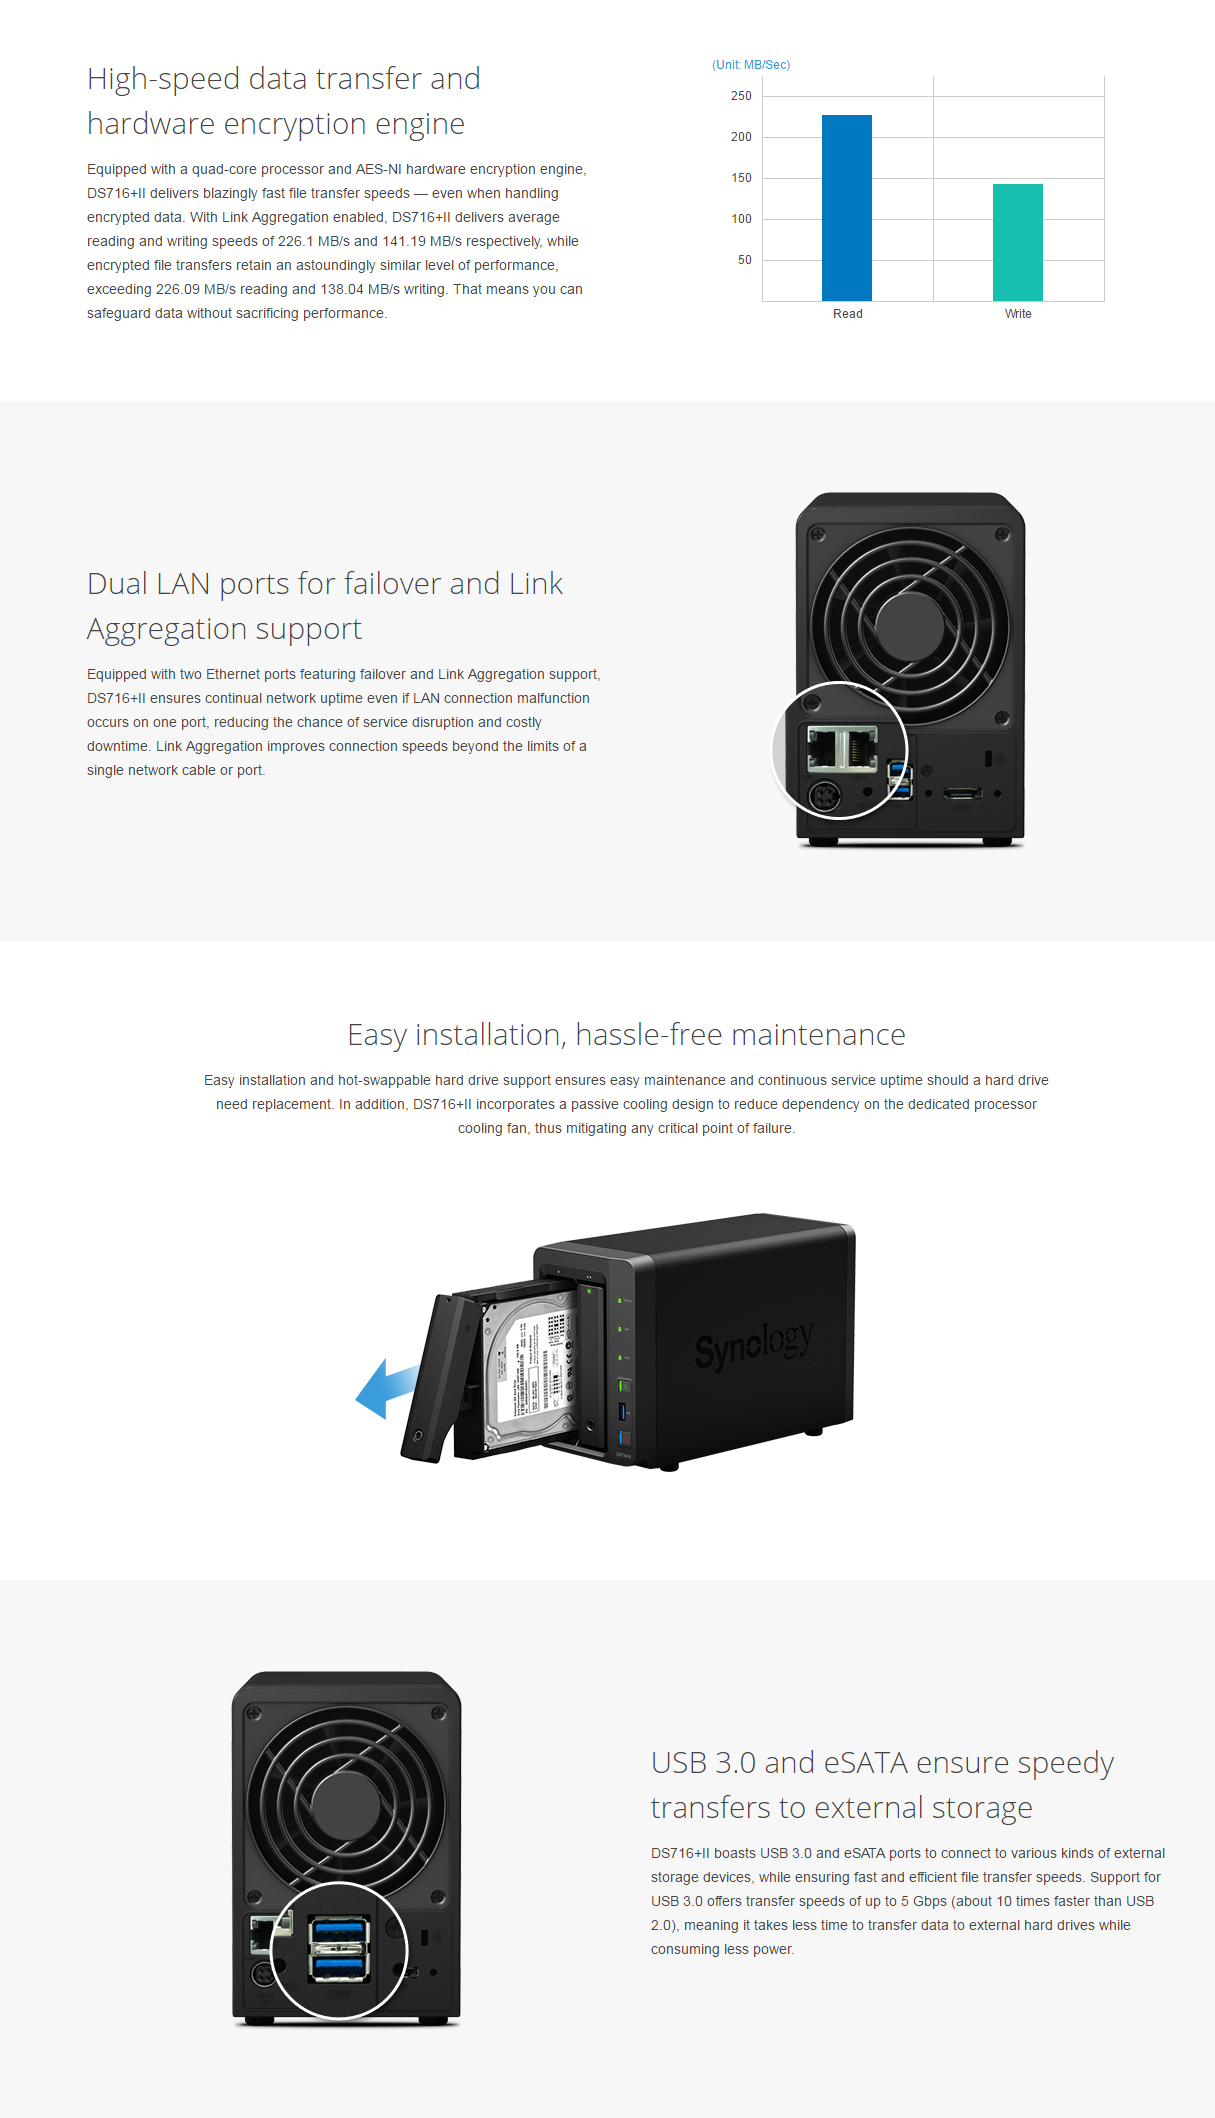 High-speed data transfer and
hardware encryption engine
Equipped with a quad-core processor and AES-NI hardware encryption engine,
DS716+II delivers blazingly fast file transfer speeds — even when handling
encrypted data. With Link Aggregation enabled, DS716+II delivers average
reading and writing speeds of 226.1 MB/s and 141.19 MB/s respectively, while
encrypted file transfers retain an astoundingly similar level of performance,
exceeding 226.09 MB/s reading and 138.04 MB/s writing. That means you can
safeguard data without sacrificing performance.
(Unit: MB/Sec)
250
200
150
100
50
Read
Write
Dual LAN ports for failover and Link
Aggregation support
Equipped with two Ethernet ports featuring failover and Link Aggregation support,
DS716+II ensures continual network uptime even if LAN connection malfunction
occurs on one port, reducing the chance of service disruption and costly
downtime. Link Aggregation improves connection speeds beyond the limits of a
single network cable or port.
Easy installation, hassle-free maintenance
Easy installation and hot-swappable hard drive support ensures easy maintenance and continuous service uptime should a hard drive
need replacement. In addition, DS716+II incorporates a passive cooling design to reduce dependency on the dedicated processor
cooling fan, thus mitigating any critical point of failure.
Synology
USB 3.0 and eSATA ensure speedy
transfers to external storage
DS716+II boasts USB 3.0 and eSATA ports to connect to various kinds of external
storage devices, while ensuring fast and efficient file transfer speeds. Support for
USB 3.0 offers transfer speeds of up to 5 Gbps (about 10 times faster than USB
2.0), meaning it takes less time to transfer data to external hard drives while
consuming less power.